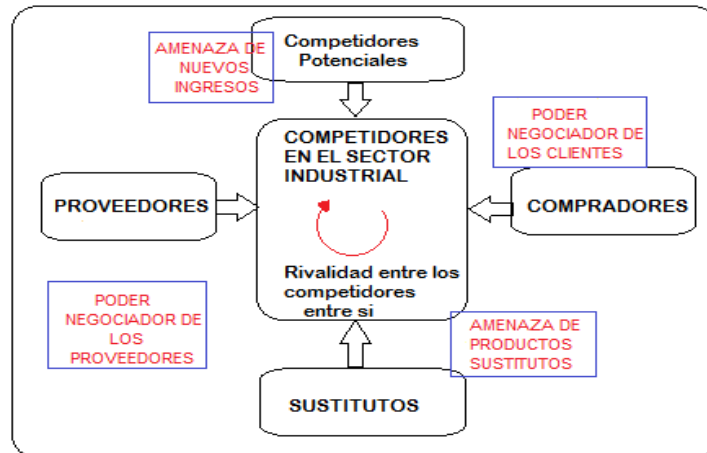 AMENAZA DE
NUEVOS
INGRESOS
Competidores
Potenciales
COMPETIDORES
EN EL SECTOR
INDUSTRIAL
PODER
NEGOCIADOR DE
LOS CLIENTES
PROVEEDORES
COMPRADORES
Rivalidad entre los
competidores
entre si
PODER
NEGOCIADOR DE
LOS
PROVEEDORES
AMENAZA DE
PRODUCTOS
SUSTITUTOS
SUSTITUTOS